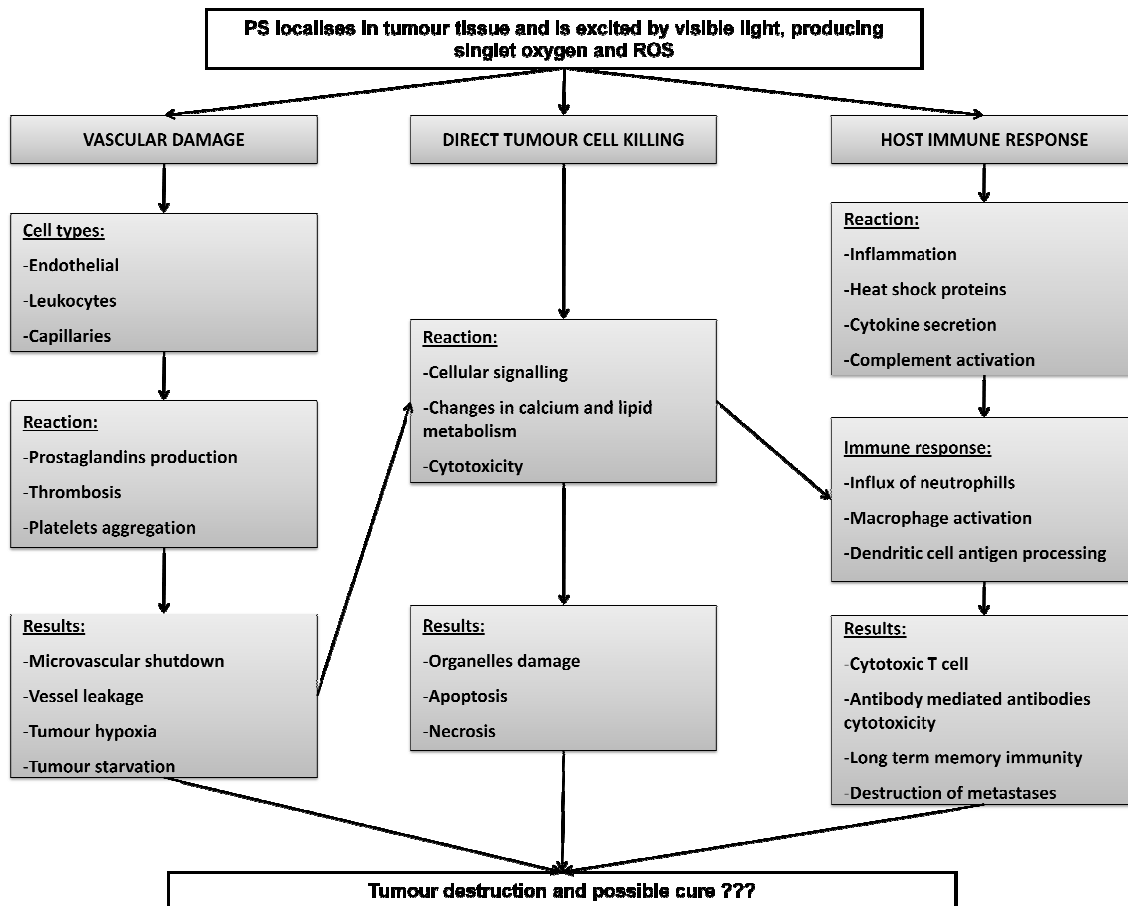 PS localises in tumour tissue and is excited by visible light, producing
singlet oxygen and ROS
VASCULAR DAMAGE
Cell types:
-Endothelial
-Leukocytes
-Capillaries
Reaction:
-Prostaglandins production
-Thrombosis
-Platelets aggregation
Results:
-Microvascular shutdown
-Vessel leakage
-Tumour hypoxia
-Tumour starvation
DIRECT TUMOUR CELL KILLING
Reaction:
-Cellular signalling
-Changes in calcium and lipid
metabolism
-Cytotoxicity
Results:
-Organelles damage
-Apoptosis
-Necrosis
HOST IMMUNE RESPONSE
Reaction:
-Inflammation
-Heat shock proteins
-Cytokine secretion
-Complement activation
Immune response:
-Influx of neutrophills
-Macrophage activation
-Dendritic cell antigen processing
Results:
-Cytotoxic T cell
-Antibody mediated antibodies
cytotoxicity
-Long term memory immunity
-Destruction of metastases
Tumour destruction and possible cure ???